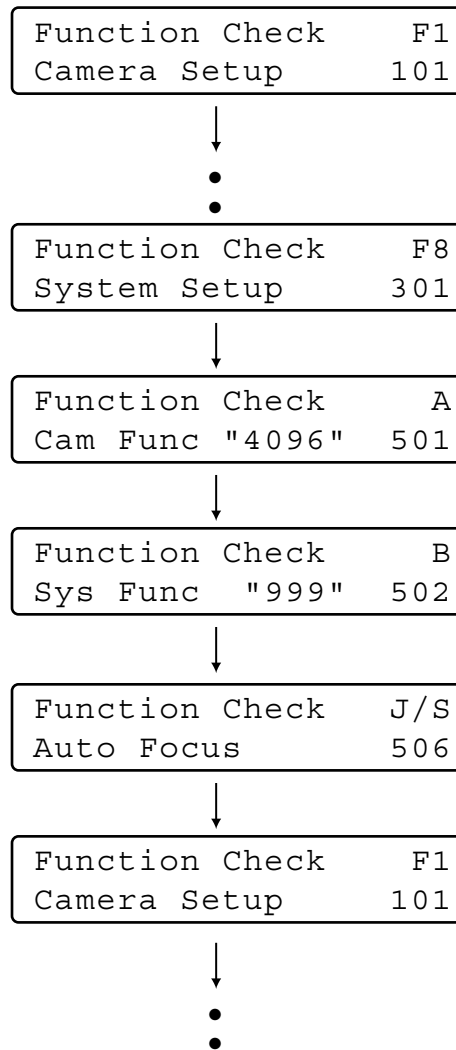 Function Check F1
Camera Setup 101
Function Check F8
System Setup 301
Function Check A
Cam Func "4096" 501
Function Check B
Sys Func "999" 502
Function Check J/S
Auto Focus 506
Function Check F1
Camera Setup 101